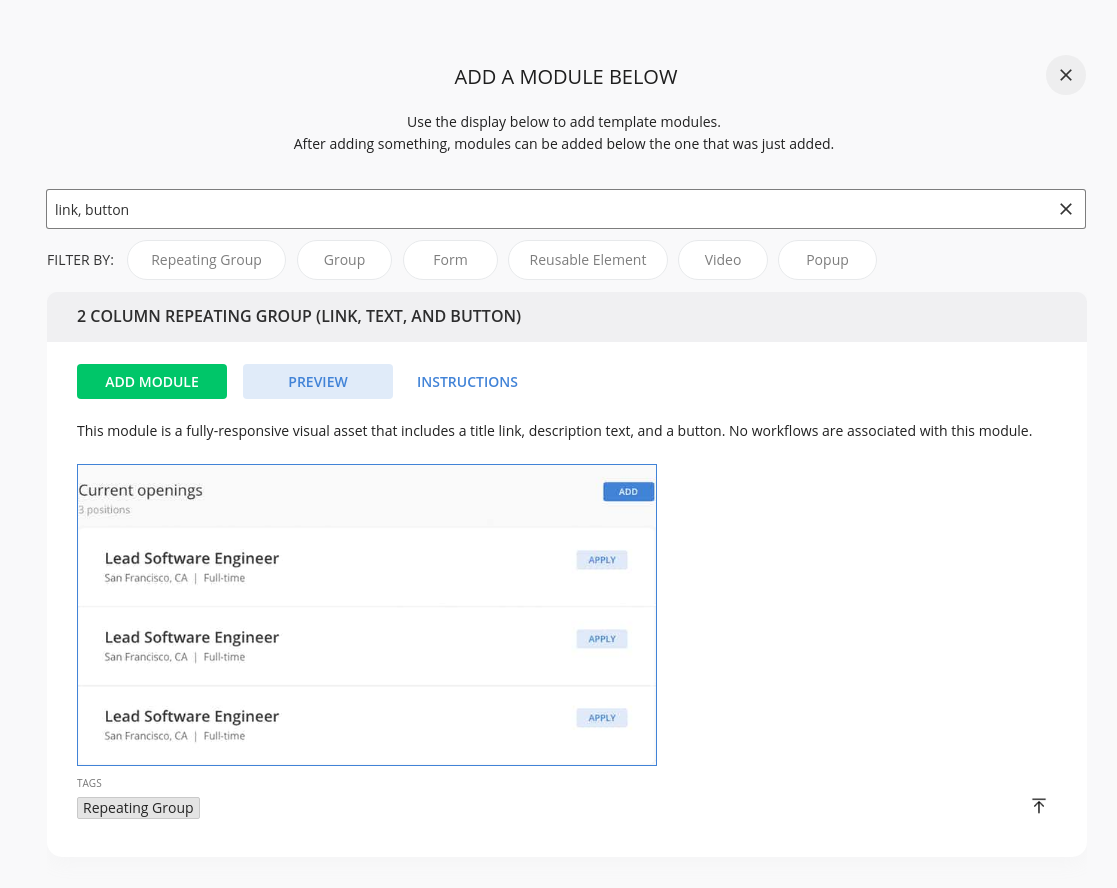 ADD A MODULE BELOW
Use the display below to add template modules.
After adding something, modules can be added below the one that was just added.
link, button
FILTER BY: Repeating Group Group Form Reusable Element Video Popup
2 COLUMN REPEATING GROUP (LINK, TEXT, AND BUTTON)
ADD MODULE PREVIEW INSTRUCTIONS
This module is a fully-responsive visual asset that includes a title link, description text, and a button. No workflows are associated with this module.
Current openings ADD
3 positions
Lead Software Engineer APPLY
San Francisco, CA | Full-time
Lead Software Engineer APPLY
San Francisco, CA | Full-time
Lead Software Engineer APPLY
San Francisco, CA | Full-time
TAGS
Repeating Group